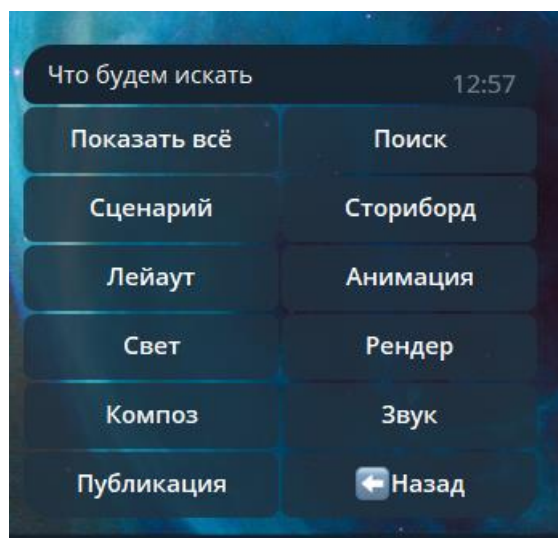 Что будем искать
12:57
Показать всё
Поиск
Сценарий
Сториборд
Лейаут
Анимация
Свет
Рендер
Композ
Звук
Публикация
⬅️Назад